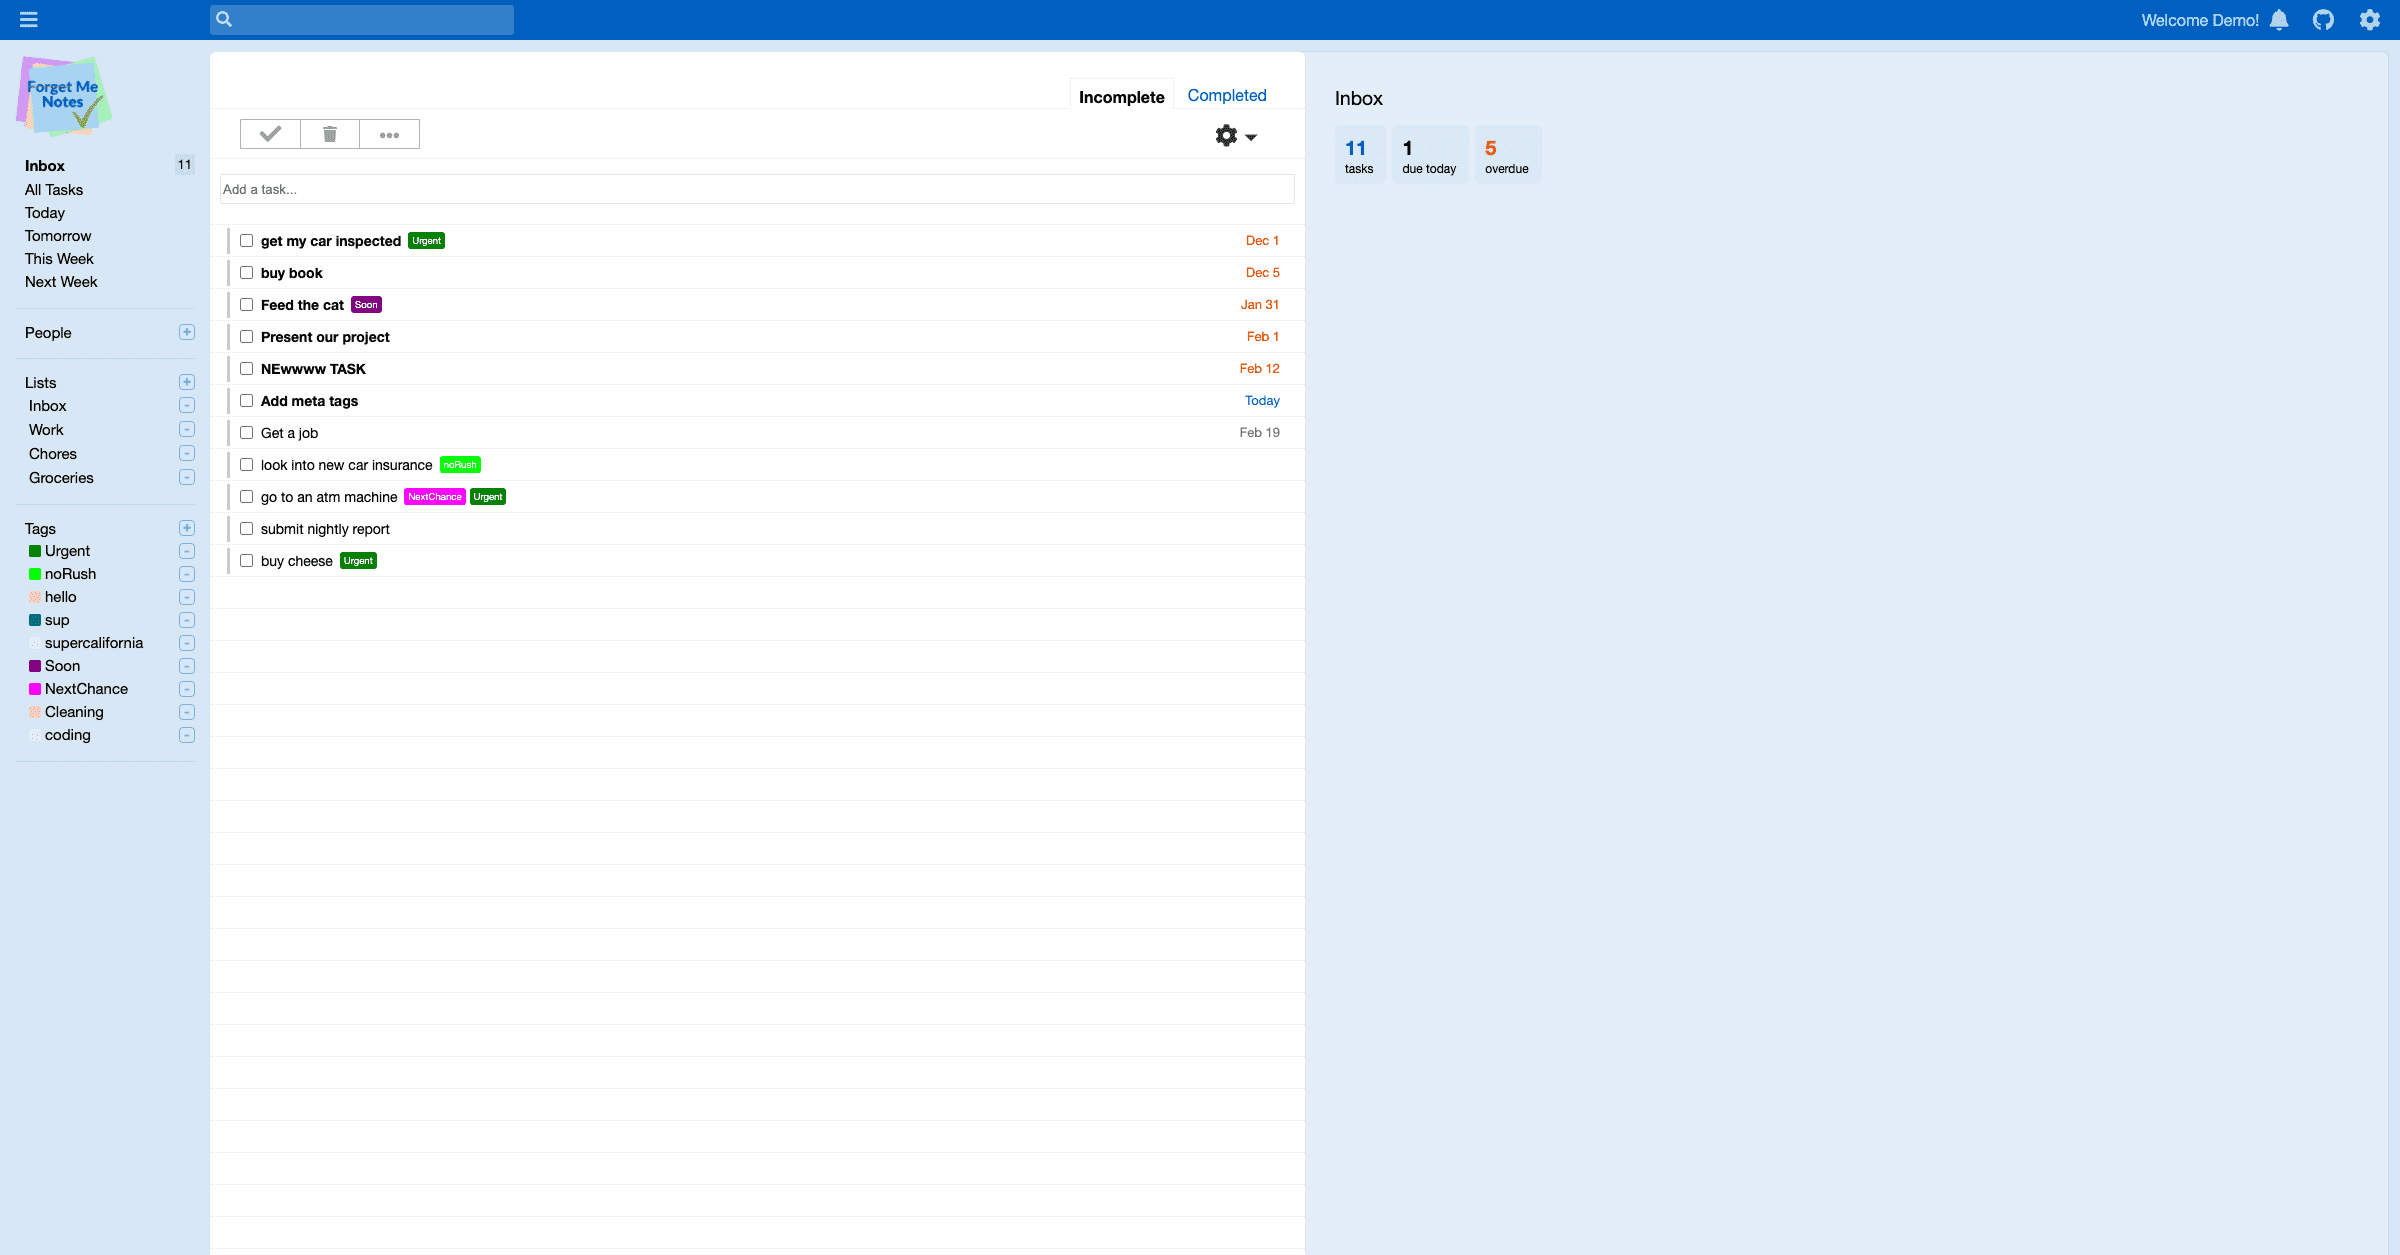 Welcome Demo!
Forget Me
Notes
Inbox 11
All Tasks
Today
Tomorrow
This Week
Next Week
People
Lists
Inbox
Work
Chores
Groceries
Tags
Urgent
noRush
hello
sup
supercalifornia
Soon
NextChance
Cleaning
coding
Incomplete Completed
Add a task...
get my car inspected Urgent Dec 1
buy book Dec 5
Feed the cat Soon Jan 31
Present our project Feb 1
NEwwww TASK Feb 12
Add meta tags Today
Get a job Feb 19
look into new car insurance noRush
go to an atm machine NextChance Urgent
submit nightly report
buy cheese Urgent
Inbox
11 1 5
tasks due today overdue